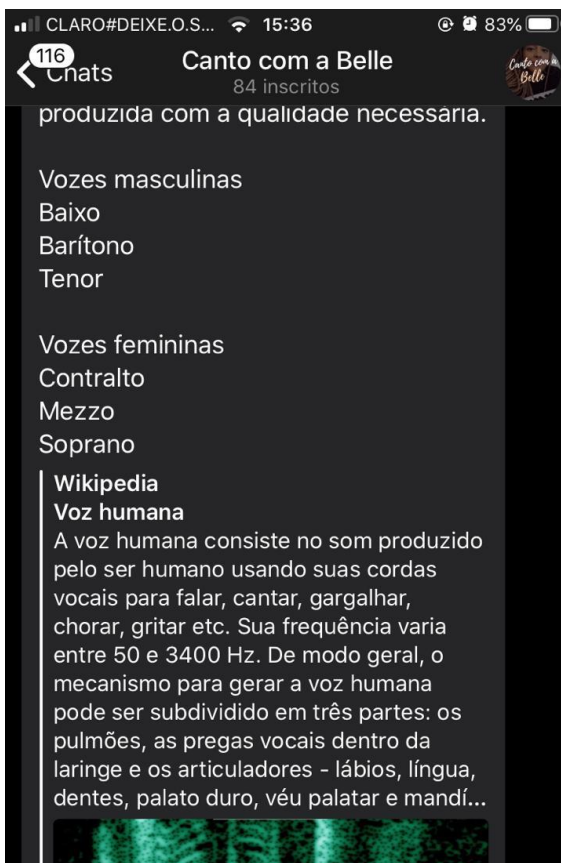 CLARO#DEIXE.O.S... 15:36 83%
116
Chats
Canto com a Belle
84 inscritos
Canto com a
Belle
produzida com a qualidade necessária.
Vozes masculinas
Baixo
Barítono
Tenor
Vozes femininas
Contralto
Mezzo
Soprano
Wikipedia
Voz humana
A voz humana consiste no som produzido
pelo ser humano usando suas cordas
vocais para falar, cantar, gargalhar,
chorar, gritar etc. Sua frequência varia
entre 50 e 3400 Hz. De modo geral, o
mecanismo para gerar a voz humana
pode ser subdividido em três partes: os
pulmões, as pregas vocais dentro da
laringe e os articuladores - lábios, língua,
dentes, palato duro, véu palatar e mandí...